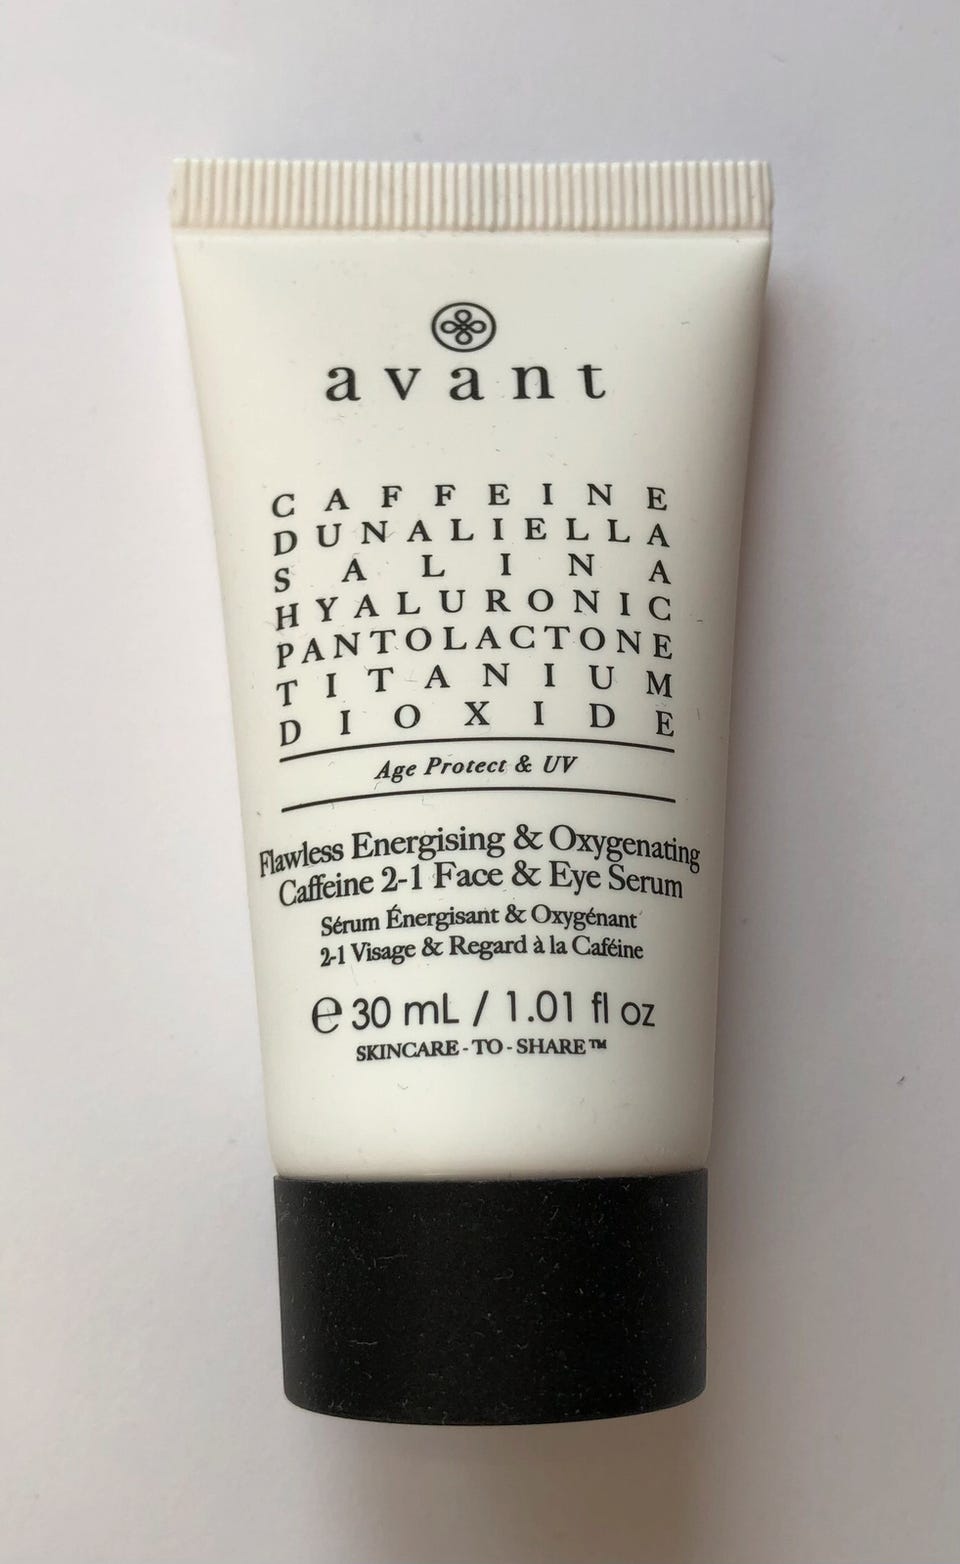 avant
CAFFEINE
DUNALIELLA
SALINA
HYALURONIC
PANTOLACTONE
TITANIUM
DIOXIDE
Age Protect & UV
Flawless Energising & Oxygenating
Caffeine 2-1 Face & Eye Serum
Sérum Énergisant & Oxygénant
2-1 Visage & Regard à la Caféine
℮ 30 mL / 1.01 fl oz
SKINCARE-TO-SHARE™